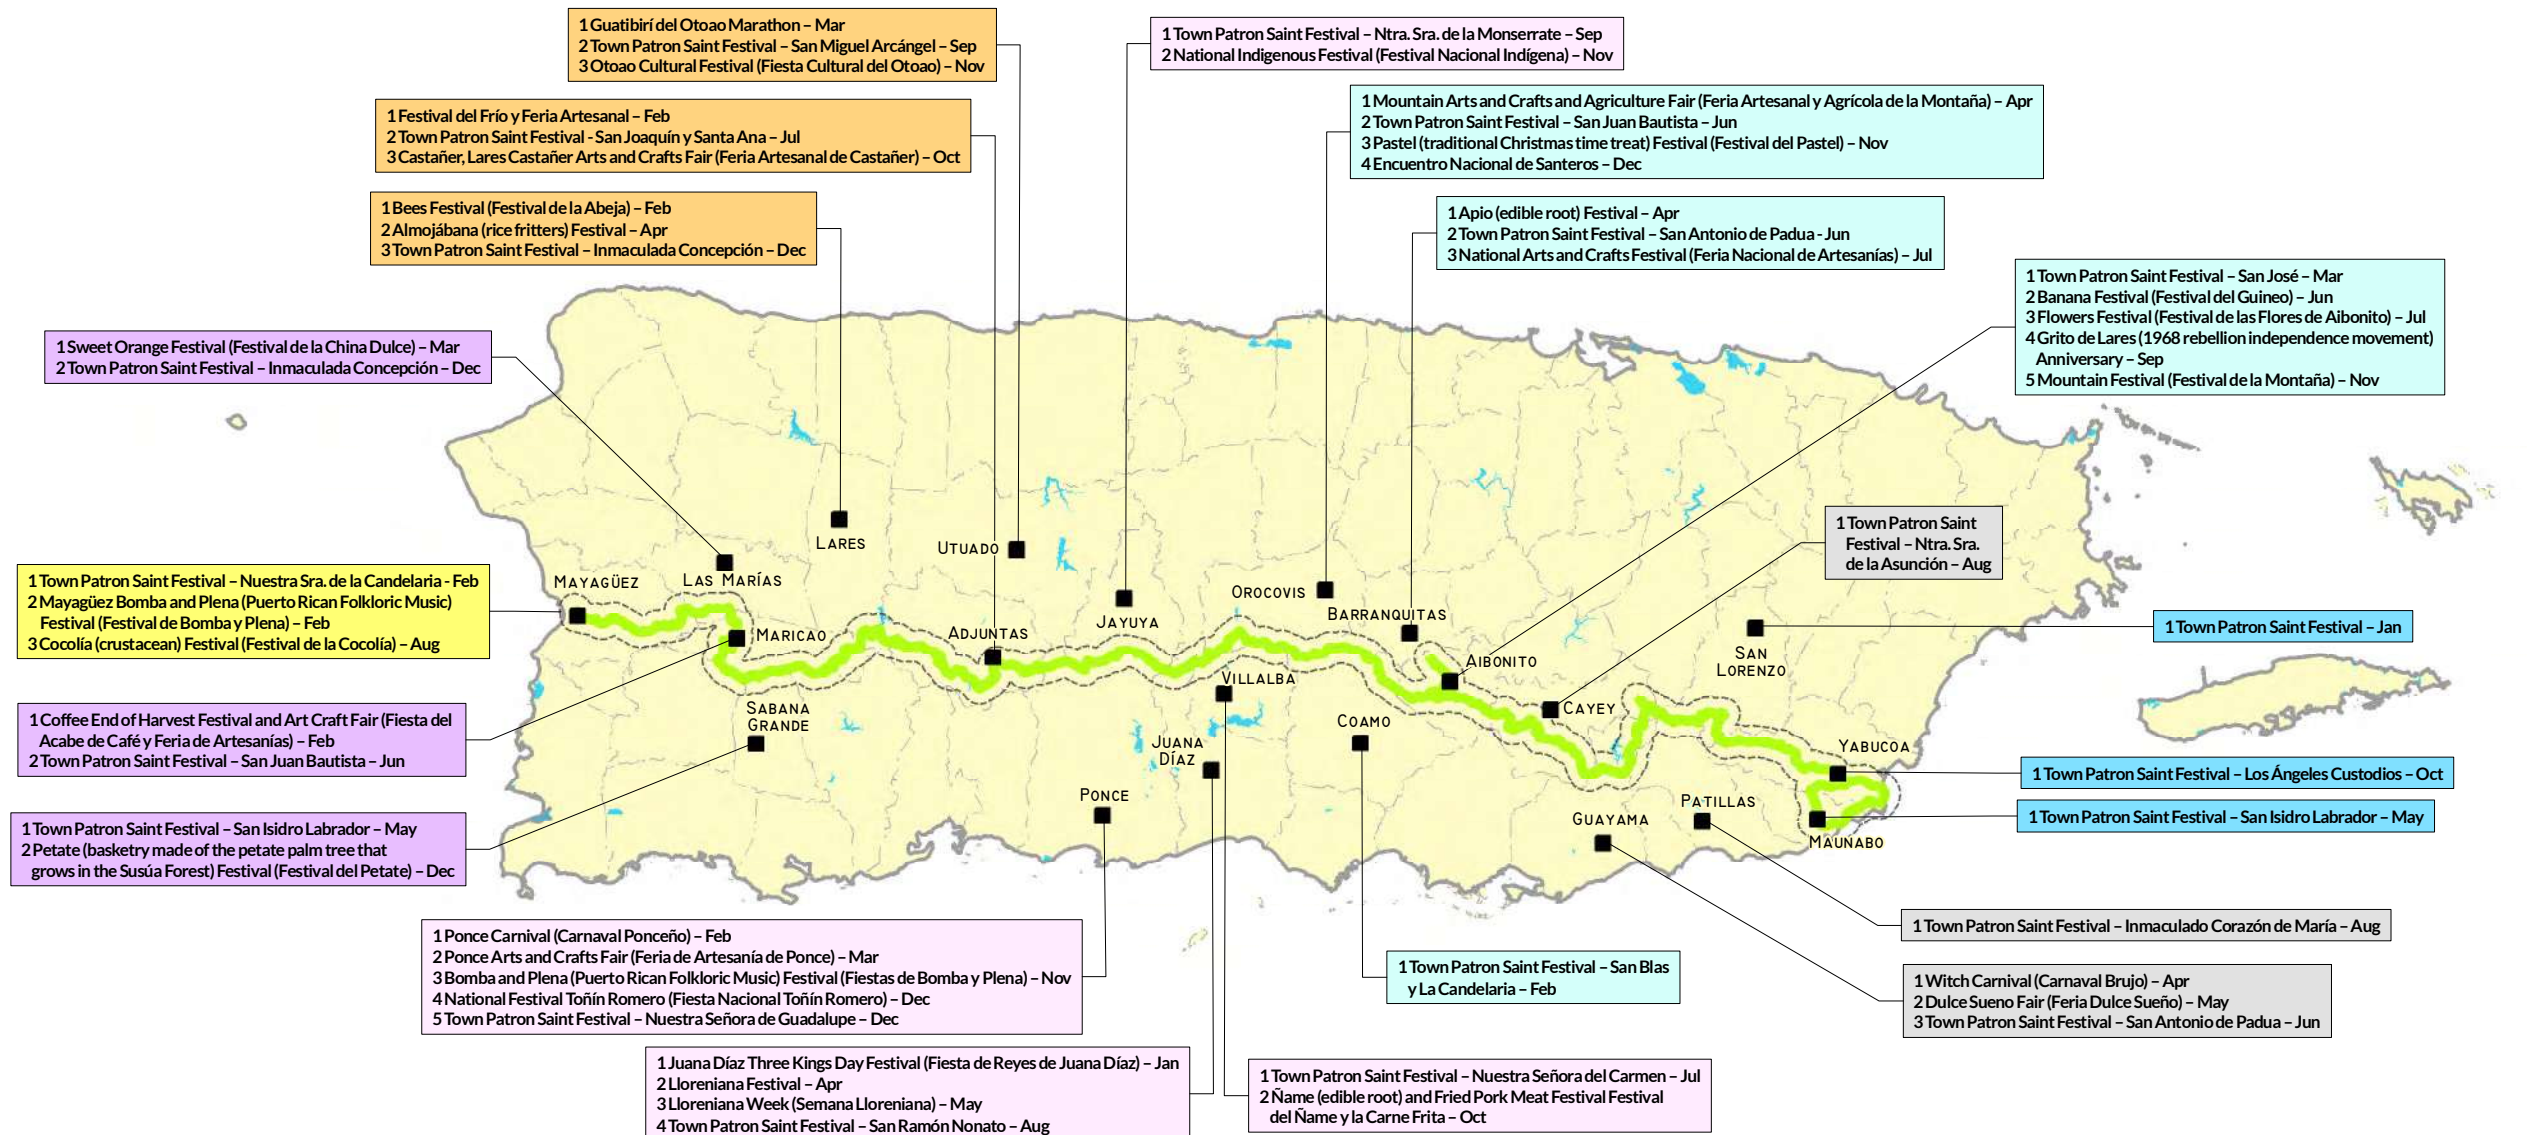 1 Guatibirí del Otoao Marathon – Mar
2 Town Patron Saint Festival – San Miguel Arcángel – Sep
3 Otoao Cultural Festival (Fiesta Cultural del Otoao) – Nov
1 Town Patron Saint Festival – Ntra. Sra. de la Monserrate – Sep
2 National Indigenous Festival (Festival Nacional Indígena) – Nov
1 Festival del Frío y Feria Artesanal – Feb
2 Town Patron Saint Festival - San Joaquín y Santa Ana – Jul
3 Castañer, Lares Castañer Arts and Crafts Fair (Feria Artesanal de Castañer) – Oct
1 Mountain Arts and Crafts and Agriculture Fair (Feria Artesanal y Agrícola de la Montaña) – Apr
2 Town Patron Saint Festival – San Juan Bautista – Jun
3 Pastel (traditional Christmas time treat) Festival (Festival del Pastel) – Nov
4 Encuentro Nacional de Santeros – Dec
1 Bees Festival (Festival de la Abeja) – Feb
2 Almojábana (rice fritters) Festival – Apr
3 Town Patron Saint Festival – Inmaculada Concepción – Dec
1 Apio (edible root) Festival – Apr
2 Town Patron Saint Festival – San Antonio de Padua - Jun
3 National Arts and Crafts Festival (Feria Nacional de Artesanías) – Jul
1 Town Patron Saint Festival – San José – Mar
2 Banana Festival (Festival del Guineo) – Jun
3 Flowers Festival (Festival de las Flores de Aibonito) – Jul
4 Grito de Lares (1968 rebellion independence movement)
Anniversary – Sep
5 Mountain Festival (Festival de la Montaña) – Nov
1 Sweet Orange Festival (Festival de la China Dulce) – Mar
2 Town Patron Saint Festival – Inmaculada Concepción – Dec
1 Town Patron Saint
Festival – Ntra. Sra.
de la Asunción – Aug
LARES
UTUADO
1 Town Patron Saint Festival – Nuestra Sra. de la Candelaria - Feb
2 Mayagüez Bomba and Plena (Puerto Rican Folkloric Music)
Festival (Festival de Bomba y Plena) – Feb
3 Cocolía (crustacean) Festival (Festival de la Cocolía) – Aug
MAYAGÜEZ
LAS MARÍAS
MARICAO
ADJUNTAS
JAYUYA
OROCOVIS
BARRANQUITAS
AIBONITO
SAN
LORENZO
1 Town Patron Saint Festival – Jan
VILLALBA
SABANA
GRANDE
COAMO
CAYEY
JUANA
DÍAZ
YABUCOA
PONCE
GUAYAMA
PATILLAS
MAUNABO
1 Coffee End of Harvest Festival and Art Craft Fair (Fiesta del
Acabe de Café y Feria de Artesanías) – Feb
2 Town Patron Saint Festival – San Juan Bautista – Jun
1 Town Patron Saint Festival – Los Ángeles Custodios – Oct
1 Town Patron Saint Festival – San Isidro Labrador – May
1 Town Patron Saint Festival – San Isidro Labrador – May
2 Petate (basketry made of the petate palm tree that
grows in the Susúa Forest) Festival (Festival del Petate) – Dec
1 Ponce Carnival (Carnaval Ponceño) – Feb
2 Ponce Arts and Crafts Fair (Feria de Artesanía de Ponce) – Mar
3 Bomba and Plena (Puerto Rican Folkloric Music) Festival (Fiestas de Bomba y Plena) – Nov
4 National Festival Toñín Romero (Fiesta Nacional Toñín Romero) – Dec
5 Town Patron Saint Festival – Nuestra Señora de Guadalupe – Dec
1 Town Patron Saint Festival – San Blas
y La Candelaria – Feb
1 Town Patron Saint Festival – Inmaculado Corazón de María – Aug
1 Witch Carnival (Carnaval Brujo) – Apr
2 Dulce Sueno Fair (Feria Dulce Sueño) – May
3 Town Patron Saint Festival – San Antonio de Padua – Jun
1 Juana Díaz Three Kings Day Festival (Fiesta de Reyes de Juana Díaz) – Jan
2 Lloreniana Festival – Apr
3 Lloreniana Week (Semana Lloreniana) – May
4 Town Patron Saint Festival – San Ramón Nonato – Aug
1 Town Patron Saint Festival – Nuestra Señora del Carmen – Jul
2 Ñame (edible root) and Fried Pork Meat Festival Festival
del Ñame y la Carne Frita – Oct